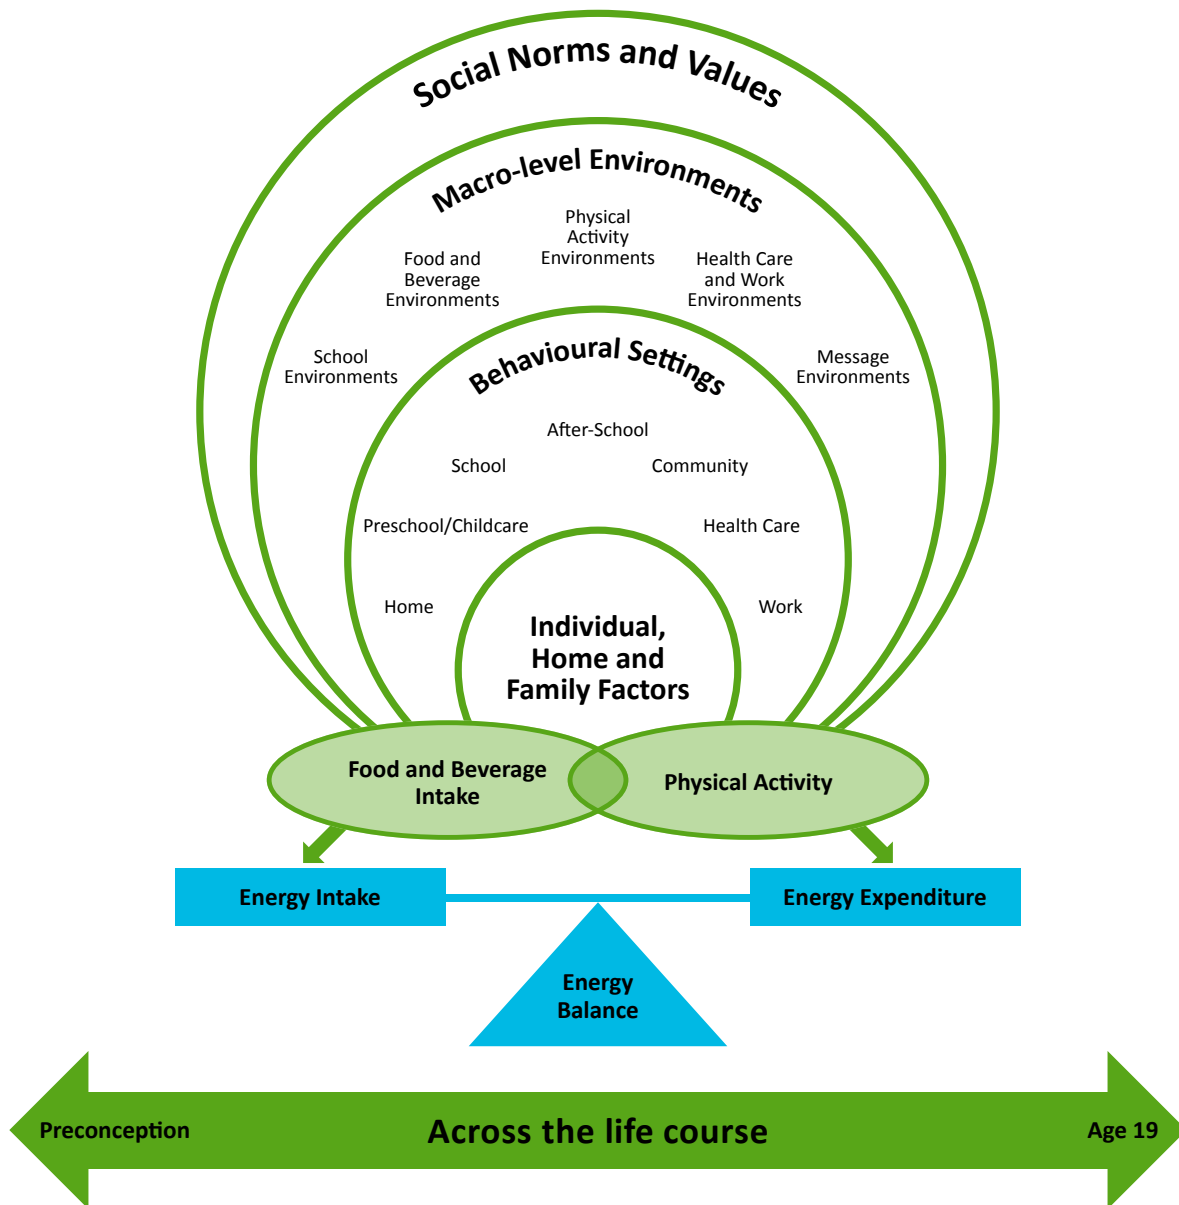 Social Norms and Values
Macro-level Environments
Physical
Activity
Environments
Food and
Beverage
Environments
Health Care
and Work
Environments
School
Environments
Message
Environments
Behavioural Settings
After-School
School
Community
Preschool/Childcare
Health Care
Home
Work
Individual,
Home and
Family Factors
Food and Beverage
Intake
Physical Activity
Energy Intake
Energy Expenditure
Energy
Balance
Preconception
Across the life course
Age 19